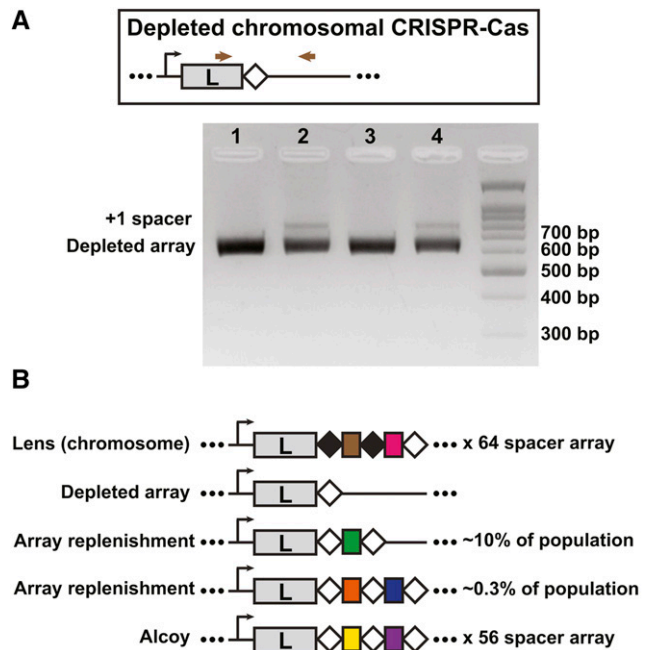 A
Depleted chromosomal CRISPR-Cas
L
1 2 3 4
+1 spacer
Depleted array
700 bp
600 bp
500 bp
400 bp
300 bp
B
Lens (chromosome) L x 64 spacer array
Depleted array L
Array replenishment L ~10% of population
Array replenishment L ~0.3% of population
Alcoy L x 56 spacer array